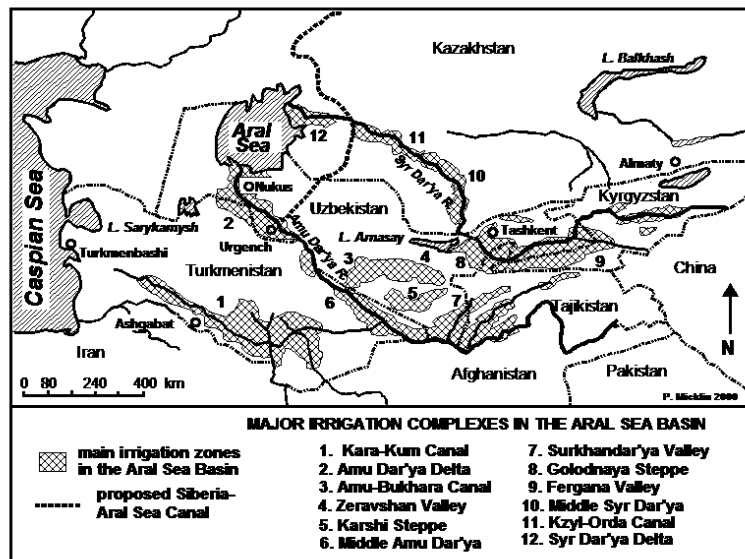 Kazakhstan
L. Balkhash
Aral
Sea
12
11
Syr Dar'ya R.
10
Almaty
Nukus
Kyrgyzstan
Caspian Sea
L. Sarykamysh
2
Uzbekistan
Tashkent
Urgench
Amu Dar'ya R.
L. Arnasay
Turkmenbashi
3
4
8
9
China
Turkmenistan
1
5
7
6
Tajikistan
Ashgabat
Iran
Afghanistan
Pakistan
N
0 80 240 400 km
P. Micklin 2000
MAJOR IRRIGATION COMPLEXES IN THE ARAL SEA BASIN
main irrigation zones
in the Aral Sea Basin
proposed Siberia-
Aral Sea Canal
1. Kara-Kum Canal
2. Amu Dar'ya Delta
3. Amu-Bukhara Canal
4. Zeravshan Valley
5. Karshi Steppe
6. Middle Amu Dar'ya
7. Surkhandar'ya Valley
8. Golodnaya Steppe
9. Fergana Valley
10. Middle Syr Dar'ya
11. Kzyl-Orda Canal
12. Syr Dar'ya Delta